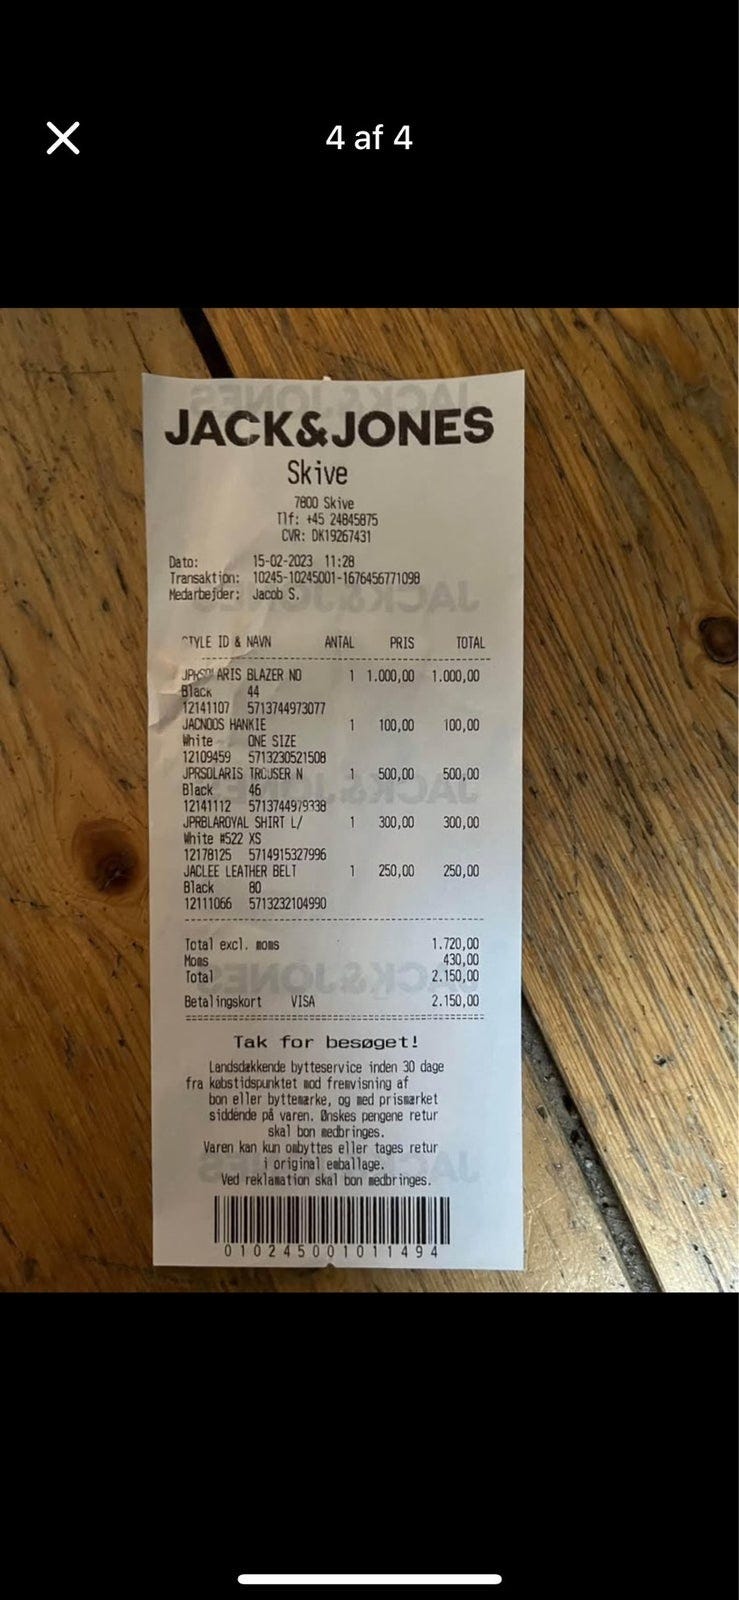 4 af 4
JACK&JONES
Skive
7800 Skive
Tlf: +45 24845875
CVR: DK19267431
Dato: 15-02-2023 11:28
Transaktion: 10245-10245001-1676456771098
Medarbejder: Jacob S.
STYLE ID & NAVN ANTAL PRIS TOTAL
JPRSOLARIS BLAZER NO 1 1.000,00 1.000,00
Black 44
12141107 5713744973077
JACNOOS HANKIE 1 100,00 100,00
White ONE SIZE
12109459 5713230521508
JPRSOLARIS TROUSER N 1 500,00 500,00
Black 46
12141112 5713744979338
JPRBLAROYAL SHIRT L/ 1 300,00 300,00
White #522 XS
12178125 5714915327996
JACLEE LEATHER BELT 1 250,00 250,00
Black 80
12111066 5713232104990
Total excl. moms 1.720,00
Moms 430,00
Total 2.150,00
Betalingskort VISA 2.150,00
Tak for besøget!
Landsdækkende bytteservice inden 30 dage
fra købstidspunktet mod fremvisning af
bon eller byttemærke, og med prismærket
siddende på varen. Ønskes pengene retur
skal bon medbringes.
Varen kan kun ombyttes eller tages retur
i original emballage.
Ved reklamation skal bon medbringes.
010245001011494